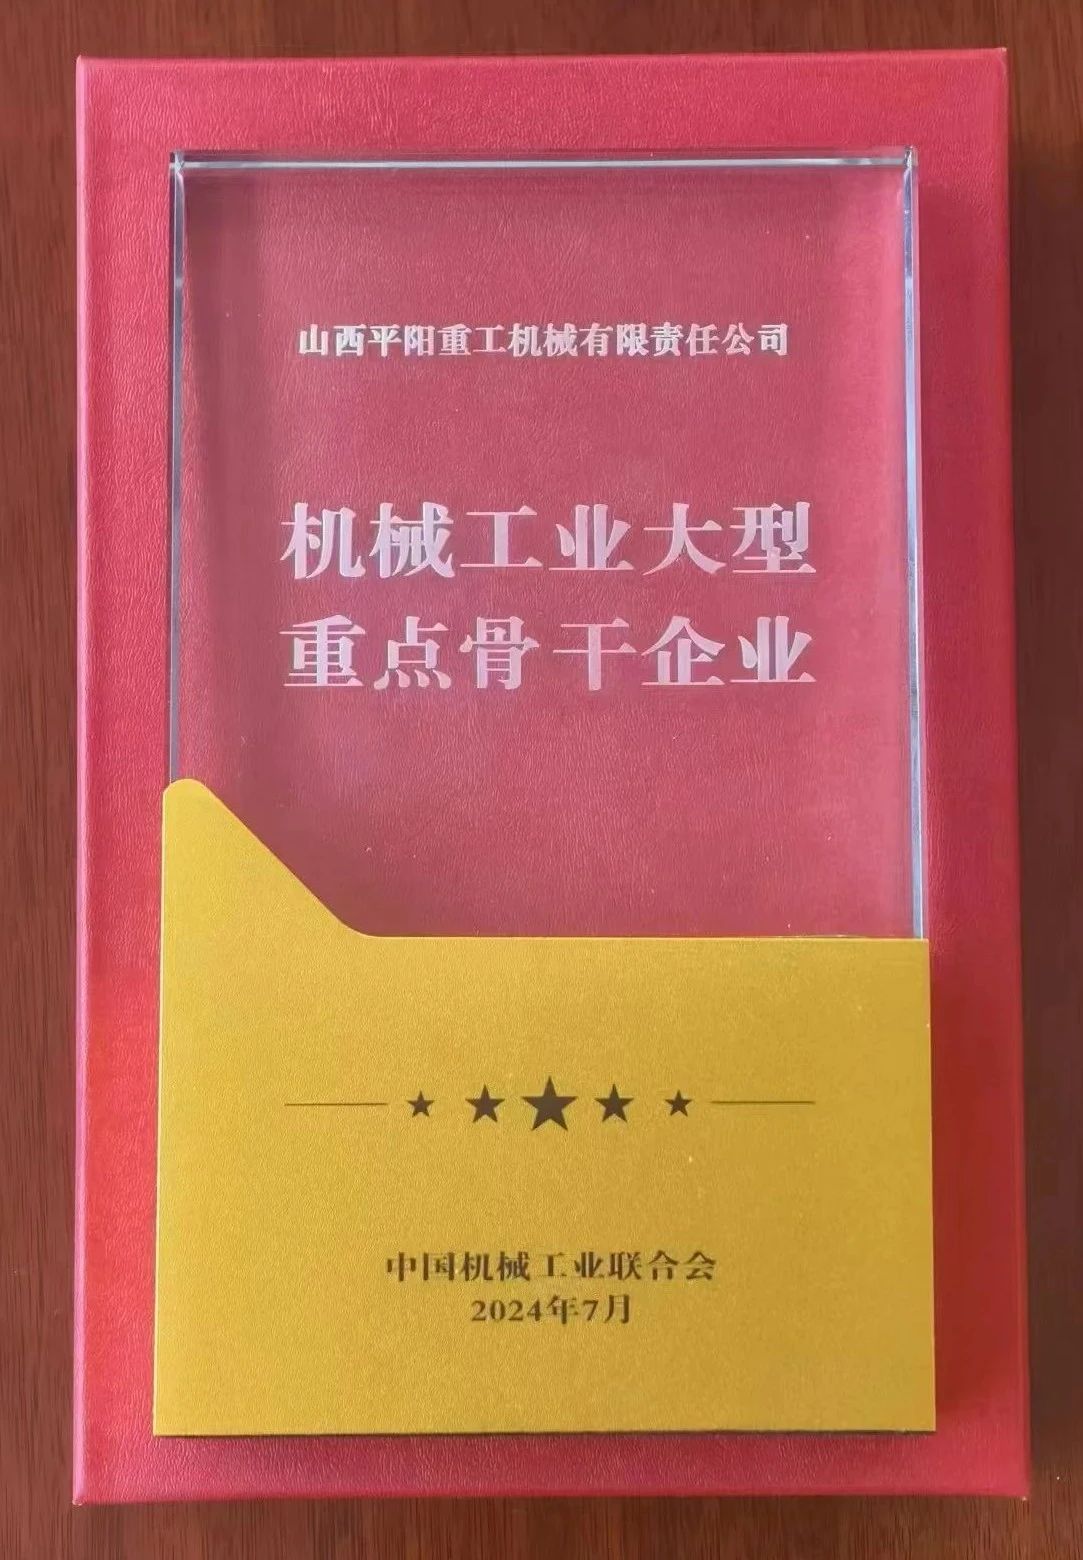 山西平阳重工机械有限责任公司
机械工业大型
重点骨干企业
中国机械工业联合会
2024年7月